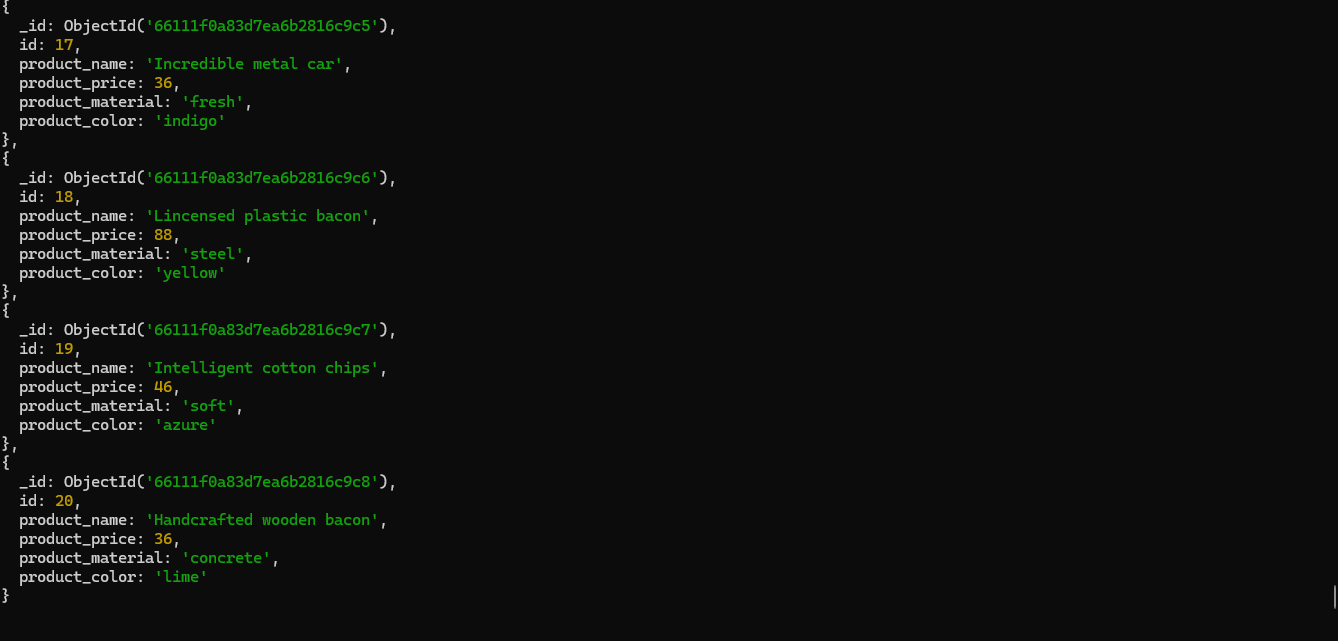 {
  _id: ObjectId('66111f0a83d7ea6b2816c9c5'),
  id: 17,
  product_name: 'Incredible metal car',
  product_price: 36,
  product_material: 'fresh',
  product_color: 'indigo'
},
{
  _id: ObjectId('66111f0a83d7ea6b2816c9c6'),
  id: 18,
  product_name: 'Lincensed plastic bacon',
  product_price: 88,
  product_material: 'steel',
  product_color: 'yellow'
},
{
  _id: ObjectId('66111f0a83d7ea6b2816c9c7'),
  id: 19,
  product_name: 'Intelligent cotton chips',
  product_price: 46,
  product_material: 'soft',
  product_color: 'azure'
},
{
  _id: ObjectId('66111f0a83d7ea6b2816c9c8'),
  id: 20,
  product_name: 'Handcrafted wooden bacon',
  product_price: 36,
  product_material: 'concrete',
  product_color: 'lime'
}